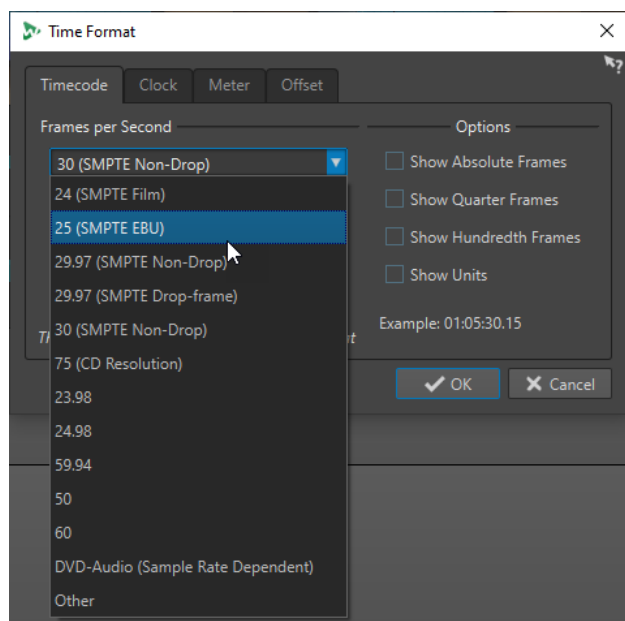 Time Format
Timecode Clock Meter Offset
Frames per Second
Options
30 (SMPTE Non-Drop)
24 (SMPTE Film)
25 (SMPTE EBU)
29.97 (SMPTE Non-Drop)
29.97 (SMPTE Drop-frame)
30 (SMPTE Non-Drop)
75 (CD Resolution)
23.98
24.98
59.94
50
60
DVD-Audio (Sample Rate Dependent)
Other
Show Absolute Frames
Show Quarter Frames
Show Hundredth Frames
Show Units
Example: 01:05:30.15
OK
Cancel